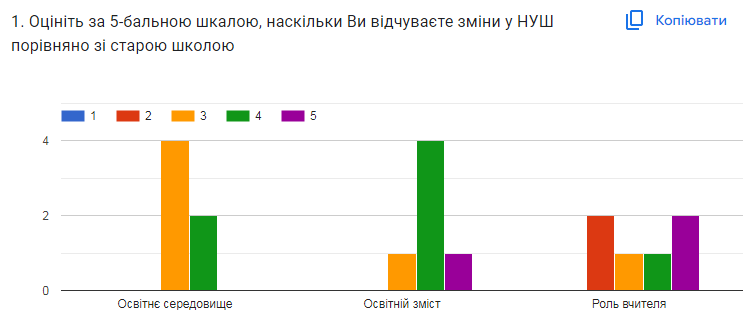 1. Оцініть за 5-бальною шкалою, наскільки Ви відчуваєте зміни у НУШ
порівняно зі старою школою
Копіювати
1 2 3 4 5
4
2
0
Освітнє середовище Освітній зміст Роль вчителя